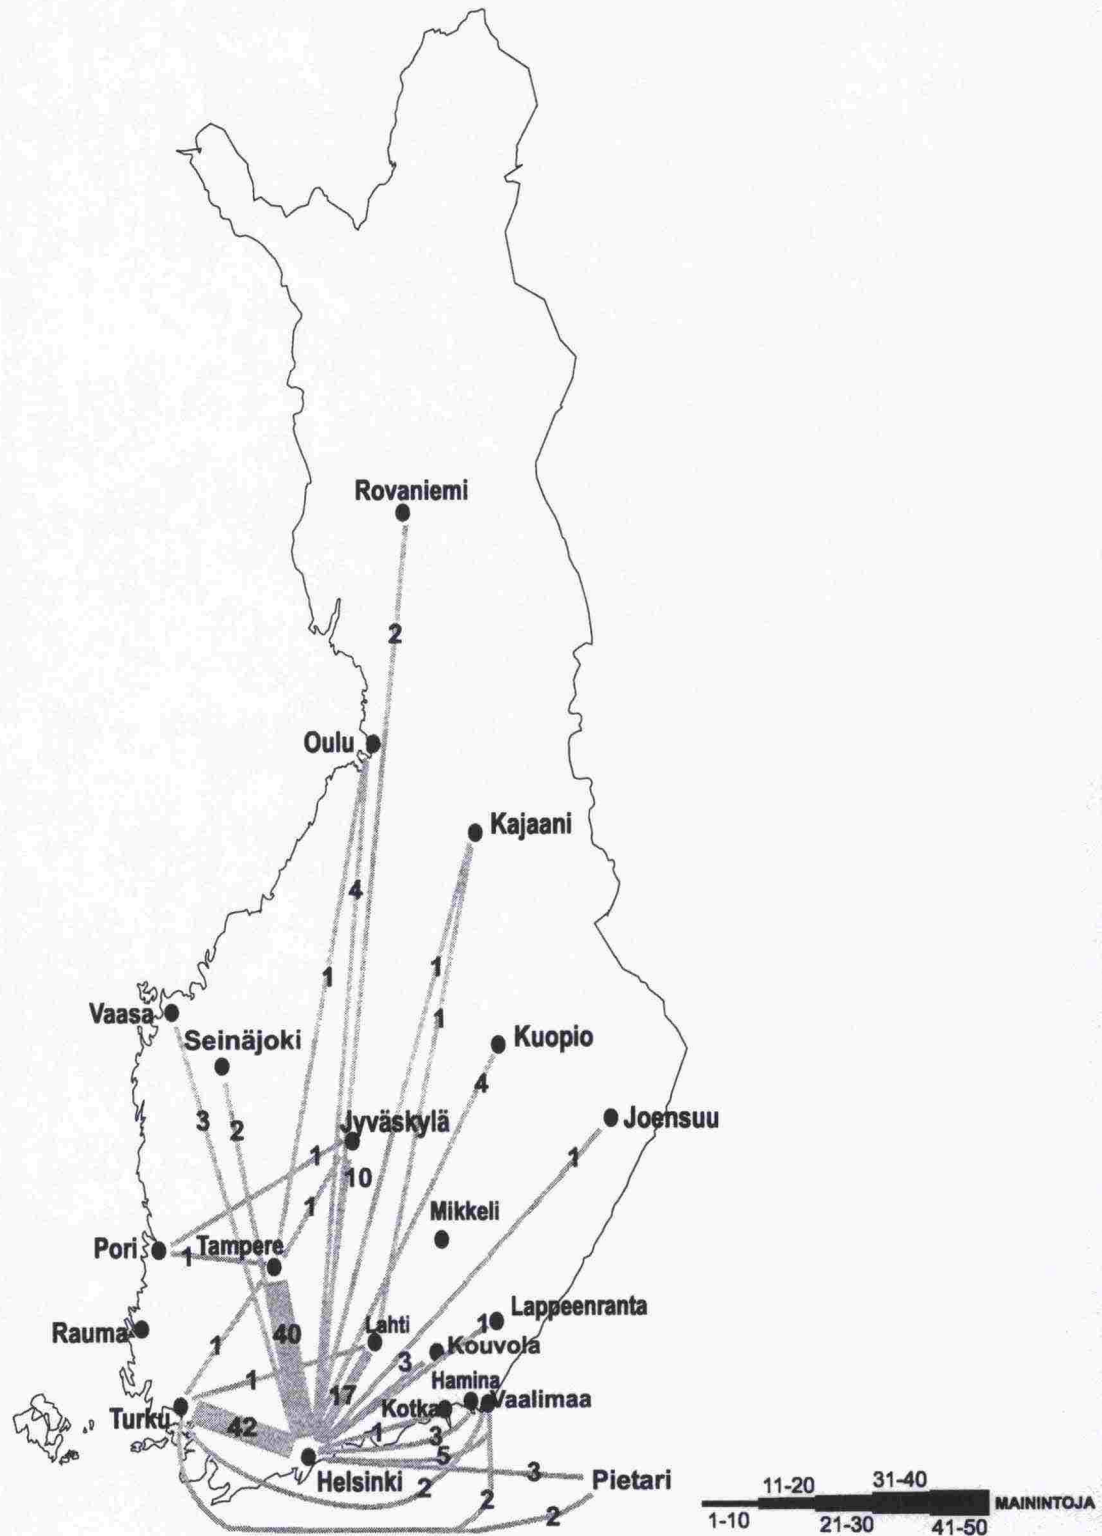 Rovaniemi
2
Oulu
Kajaani
4
1
1
1
Vaasa
Seinäjoki
Kuopio
4
3
2
Jyväskylä
Joensuu
1
1
10
1
Mikkeli
Pori
1
Tampere
Lappeenranta
1
Rauma
1
40
Lahti
3
Kouvola
1
17
Hamina
Vaalimaa
Turku
42
Kotka
1
3
5
Helsinki
2
2
3
Pietari
2
11-20
31-40
MAININTOJA
1-10
21-30
41-50